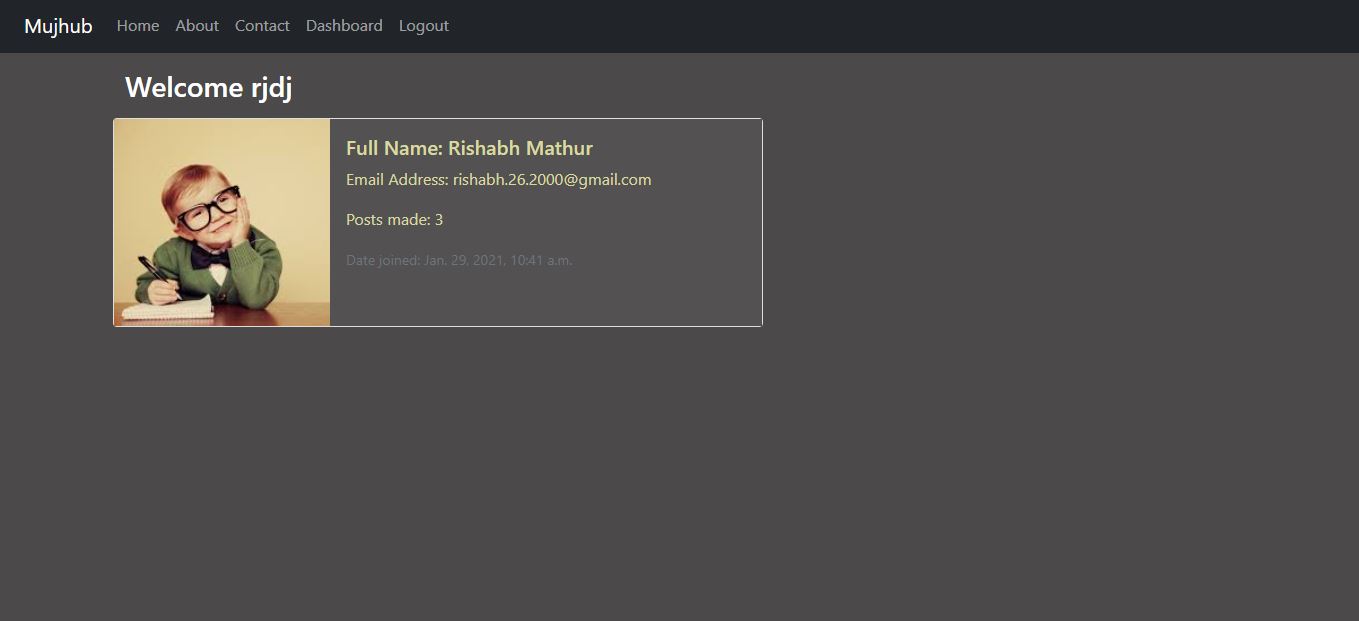 Mujhub Home About Contact Dashboard Logout
Welcome rjdj
Full Name: Rishabh Mathur
Email Address: rishabh.26.2000@gmail.com
Posts made: 3
Date joined: Jan. 29, 2021, 10:41 a.m.